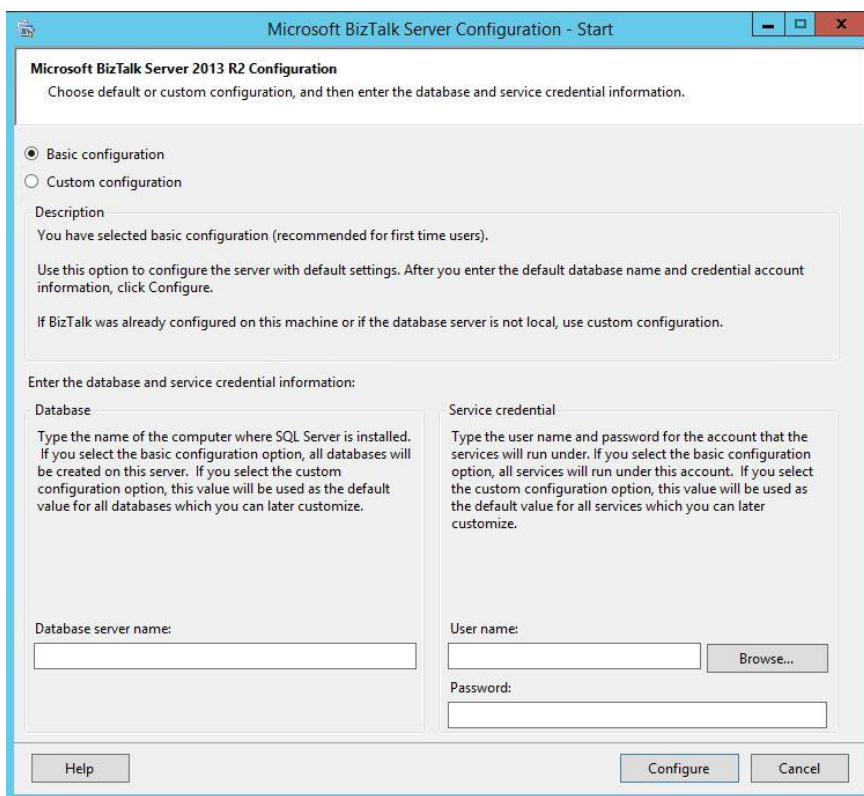 Microsoft BizTalk Server Configuration - Start
Microsoft BizTalk Server 2013 R2 Configuration
Choose default or custom configuration, and then enter the database and service credential information.
Basic configuration
Custom configuration
Description
You have selected basic configuration (recommended for first time users).
Use this option to configure the server with default settings. After you enter the default database name and credential account
information, click Configure.
If BizTalk was already configured on this machine or if the database server is not local, use custom configuration.
Enter the database and service credential information:
Database
Type the name of the computer where SQL Server is installed.
If you select the basic configuration option, all databases will
be created on this server. If you select the custom
configuration option, this value will be used as the default
value for all databases which you can later customize.
Database server name:
Service credential
Type the user name and password for the account that the
services will run under. If you select the basic configuration
option, all services will run under this account. If you select
the custom configuration option, this value will be used as
the default value for all services which you can later
customize.
User name:
Browse...
Password:
Help
Configure
Cancel